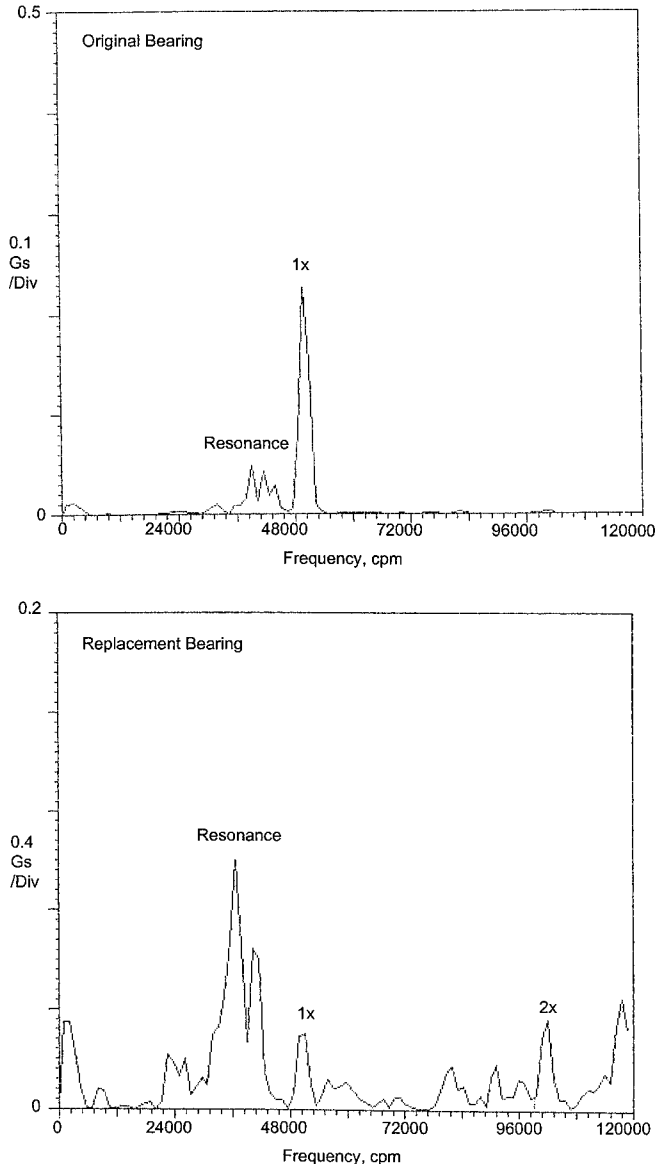 0.5
Original Bearing
0.1
Gs
/Div
1x
Resonance
0
0 24000 48000 72000 96000 120000
Frequency, cpm
0.2
Replacement Bearing
0.4
Gs
/Div
Resonance
1x
2x
0
0 24000 48000 72000 96000 120000
Frequency, cpm